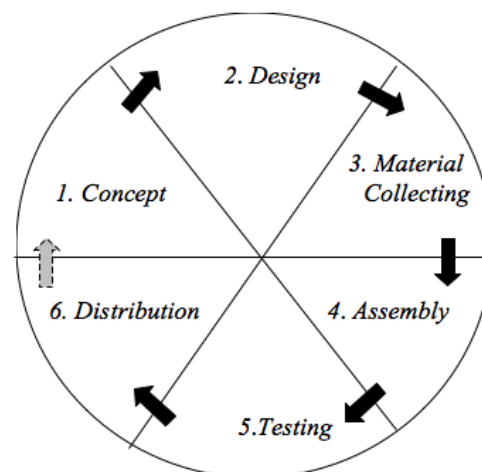 2. Design
3. Material
Collecting
1. Concept
6. Distribution
4. Assembly
5.Testing